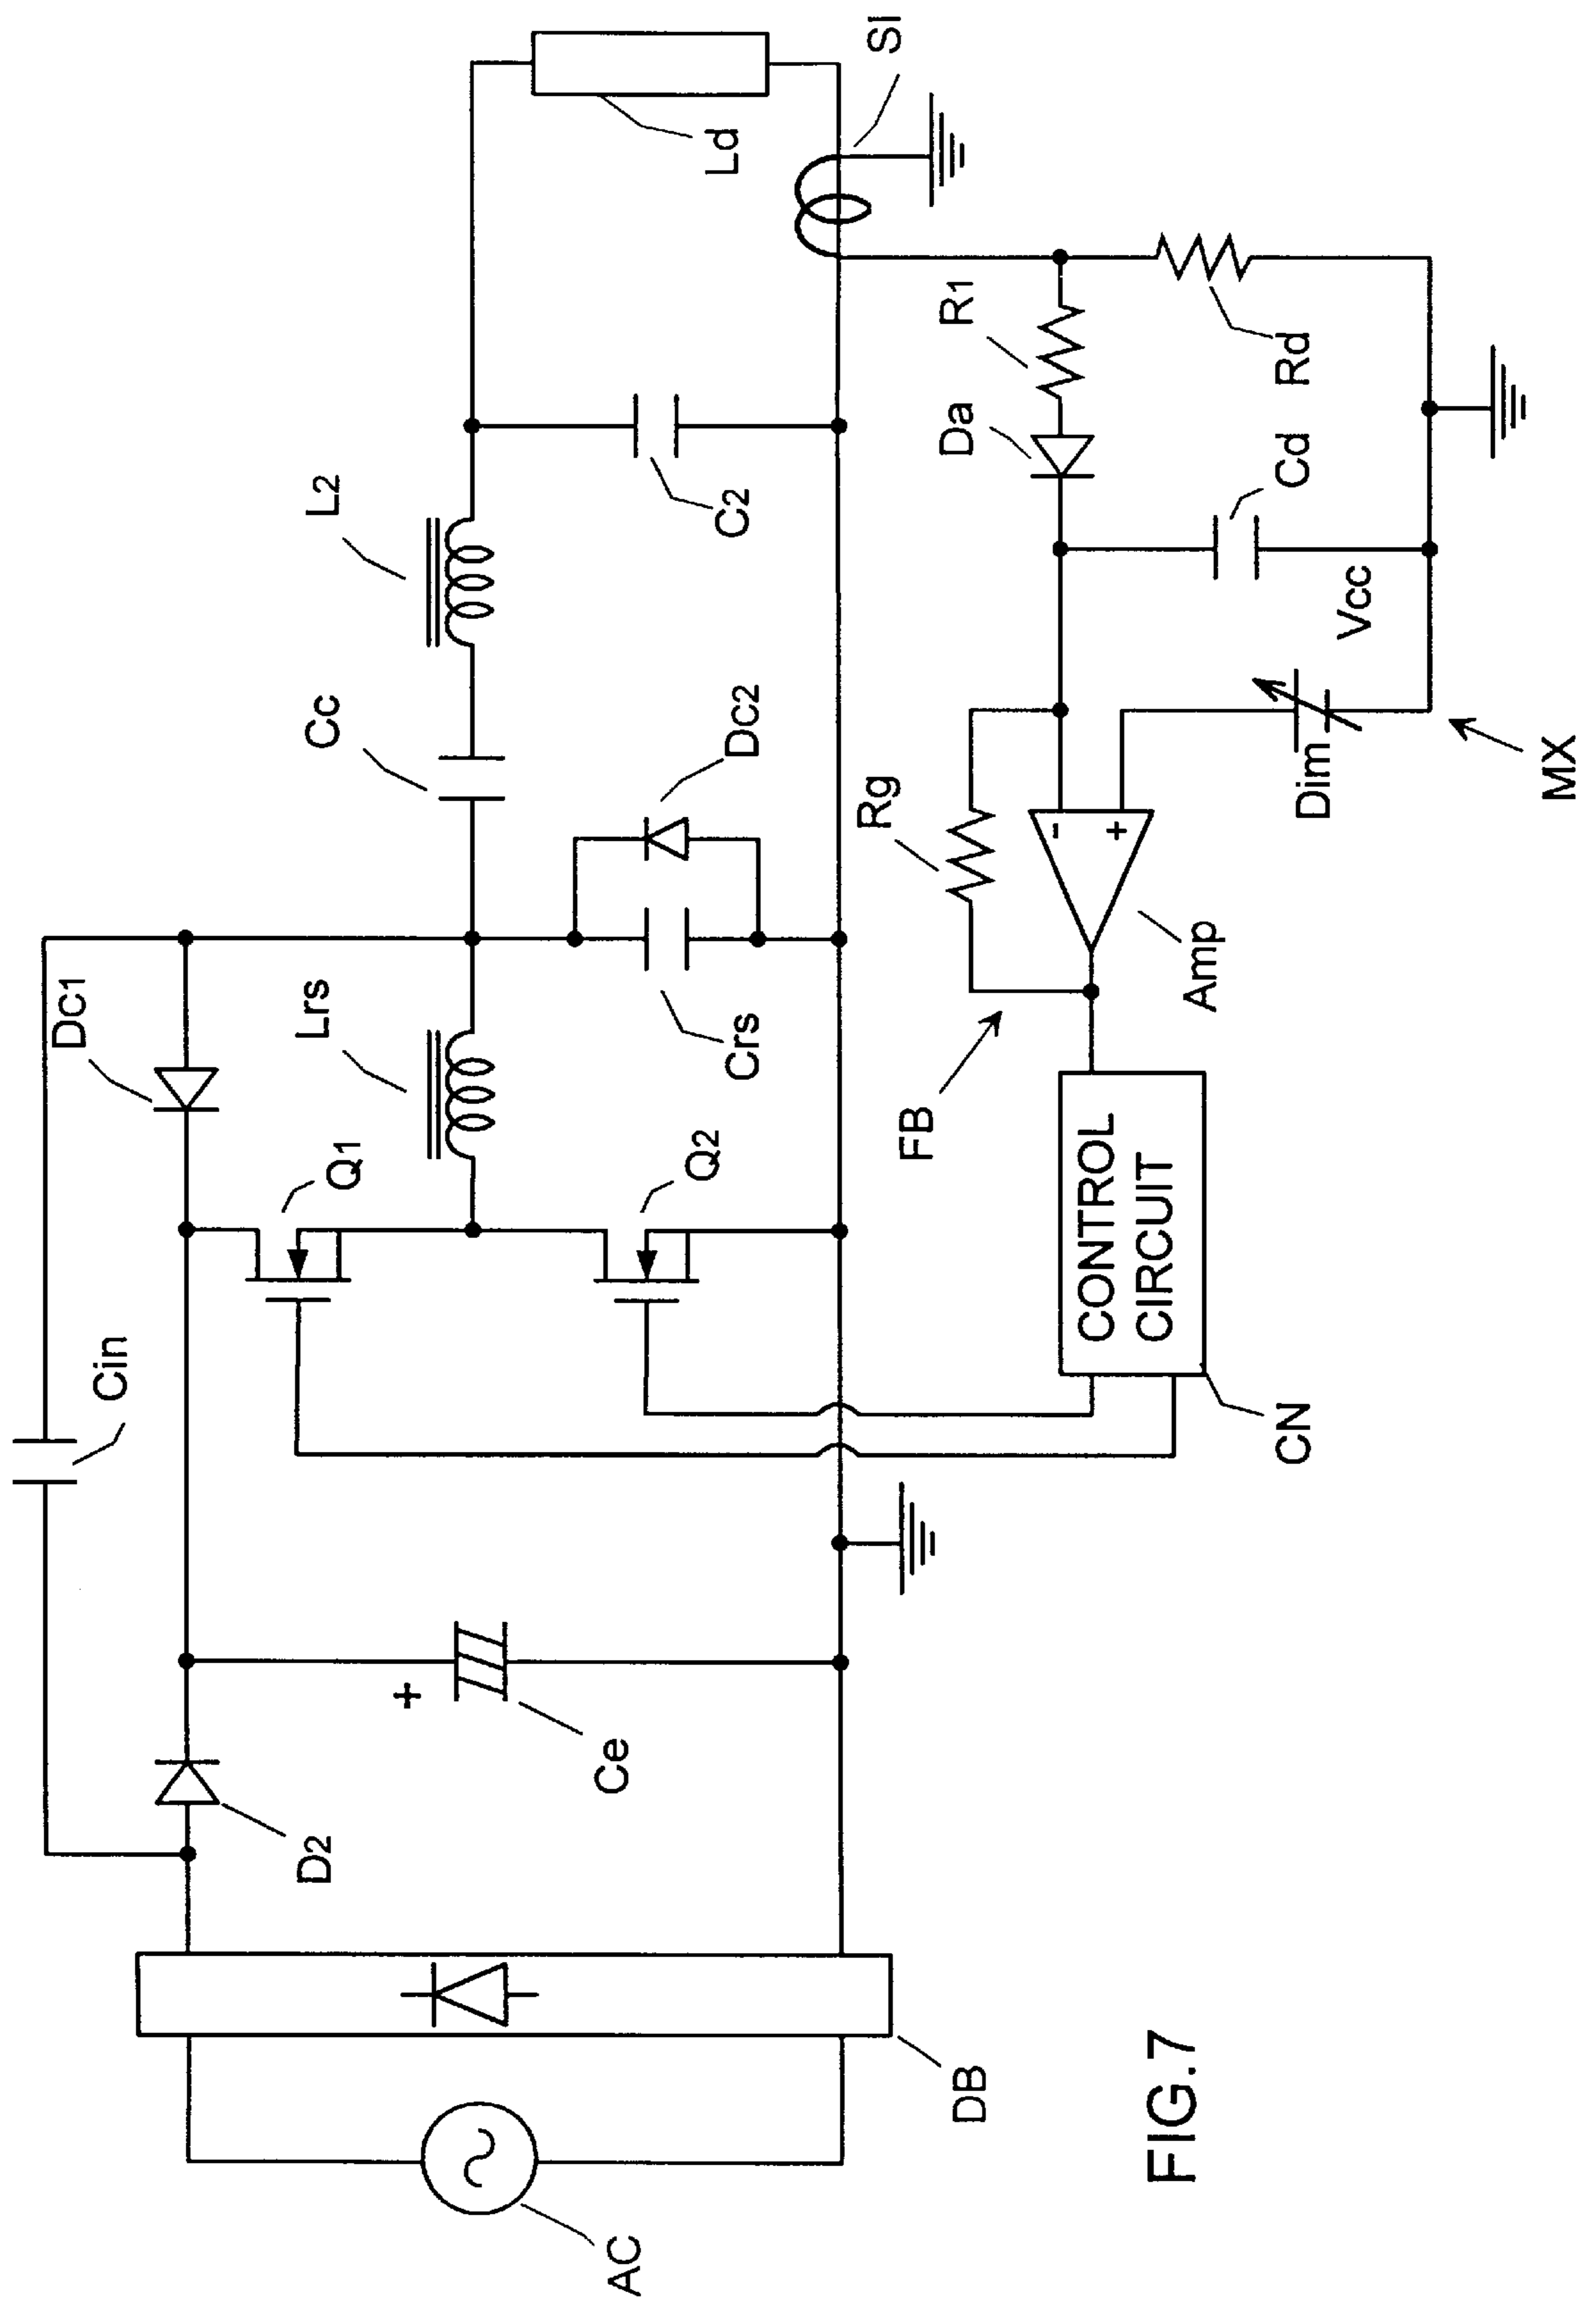 Cin
DC1
Lrs
Cc
L2
Ld
SI
D2
+
Ce
Q1
Q2
Crs
DC2
C2
AC
DB
FB
Rg
Da
R1
CONTROL
CIRCUIT
-
+
Amp
Dim
Vcc
Cd
Rd
CN
MX
FIG.7